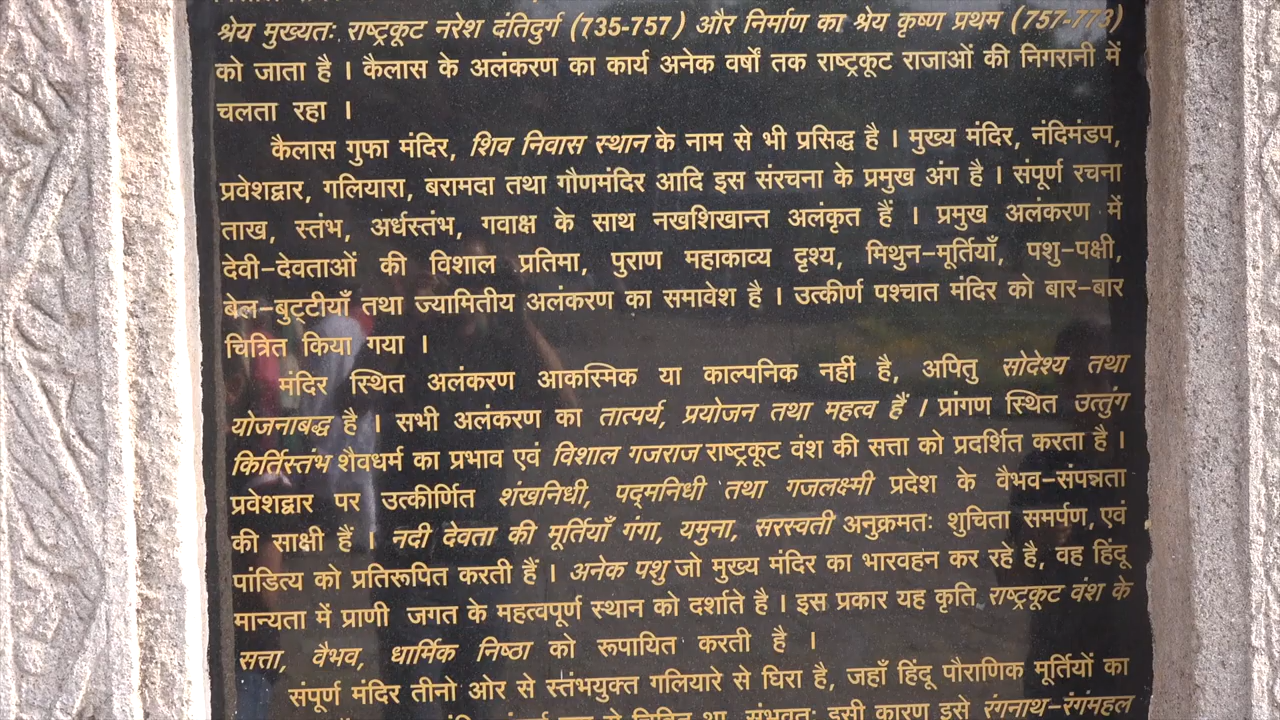 श्रेय मुख्यतः राष्ट्रकूट नरेश दंतिदुर्ग (735-757) और निर्माण का श्रेय कृष्ण प्रथम (757-773)
को जाता है । कैलास के अलंकरण का कार्य अनेक वर्षों तक राष्ट्रकूट राजाओं की निगरानी में
चलता रहा ।
कैलास गुफा मंदिर, शिव निवास स्थान के नाम से भी प्रसिद्ध है । मुख्य मंदिर, नंदिमंडप,
प्रवेशद्वार, गलियारा, बरामदा तथा गौणमंदिर आदि इस संरचना के प्रमुख अंग है । संपूर्ण रचना
ताख, स्तंभ, अर्धस्तंभ, गवाक्ष के साथ नखशिखान्त अलंकृत हैं । प्रमुख अलंकरण में
देवी-देवताओं की विशाल प्रतिमा, पुराण महाकाव्य दृश्य, मिथुन-मूर्तियाँ, पशु-पक्षी,
बेल-बुट्टीयाँ तथा ज्यामितीय अलंकरण का समावेश है । उत्कीर्ण पश्चात मंदिर को बार-बार
चित्रित किया गया ।
मंदिर स्थित अलंकरण आकस्मिक या काल्पनिक नहीं है, अपितु सोदेश्य तथा
योजनाबद्ध है । सभी अलंकरण का तात्पर्य, प्रयोजन तथा महत्व हैं । प्रांगण स्थित उत्तुंग
किर्तिस्तंभ शैवधर्म का प्रभाव एवं विशाल गजराज राष्ट्रकूट वंश की सत्ता को प्रदर्शित करता है ।
प्रवेशद्वार पर उत्कीर्णित शंखनिधी, पद्मनिधी तथा गजलक्ष्मी प्रदेश के वैभव-संपन्नता
की साक्षी हैं । नदी देवता की मूर्तियाँ गंगा, यमुना, सरस्वती अनुक्रमतः शुचिता समर्पण, एवं
पांडित्य को प्रतिरूपित करती हैं । अनेक पशु जो मुख्य मंदिर का भारवहन कर रहे है, वह हिंदू
मान्यता में प्राणी जगत के महत्वपूर्ण स्थान को दर्शाते है । इस प्रकार यह कृति राष्ट्रकूट वंश के
सत्ता, वैभव, धार्मिक निष्ठा को रूपायित करती है ।
संपूर्ण मंदिर तीनो ओर से स्तंभयुक्त गलियारे से घिरा है, जहाँ हिंदू पौराणिक मूर्तियों का
से चित्रित था, संभवतः इसी कारण इसे रंगनाथ-रंगमहल